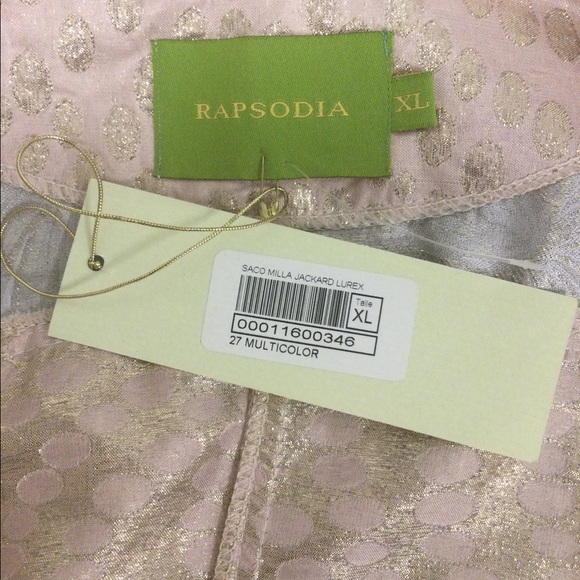 RAPSODIA
XL
SACO MILLA JACKARD LUREX
Talle
XL
00011600346
27 MULTICOLOR